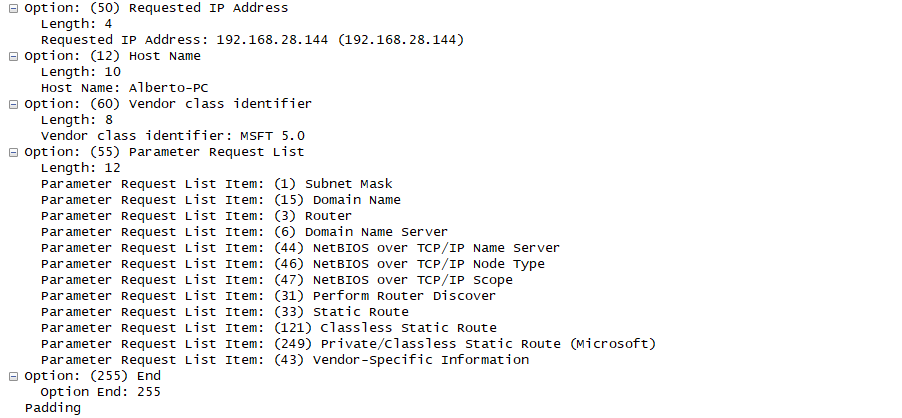 Option: (50) Requested IP Address
Length: 4
Requested IP Address: 192.168.28.144 (192.168.28.144)
Option: (12) Host Name
Length: 10
Host Name: Alberto-PC
Option: (60) Vendor class identifier
Length: 8
Vendor class identifier: MSFT 5.0
Option: (55) Parameter Request List
Length: 12
Parameter Request List Item: (1) Subnet Mask
Parameter Request List Item: (15) Domain Name
Parameter Request List Item: (3) Router
Parameter Request List Item: (6) Domain Name Server
Parameter Request List Item: (44) NetBIOS over TCP/IP Name Server
Parameter Request List Item: (46) NetBIOS over TCP/IP Node Type
Parameter Request List Item: (47) NetBIOS over TCP/IP Scope
Parameter Request List Item: (31) Perform Router Discover
Parameter Request List Item: (33) Static Route
Parameter Request List Item: (121) Classless Static Route
Parameter Request List Item: (249) Private/Classless Static Route (Microsoft)
Parameter Request List Item: (43) Vendor-Specific Information
Option: (255) End
Option End: 255
Padding